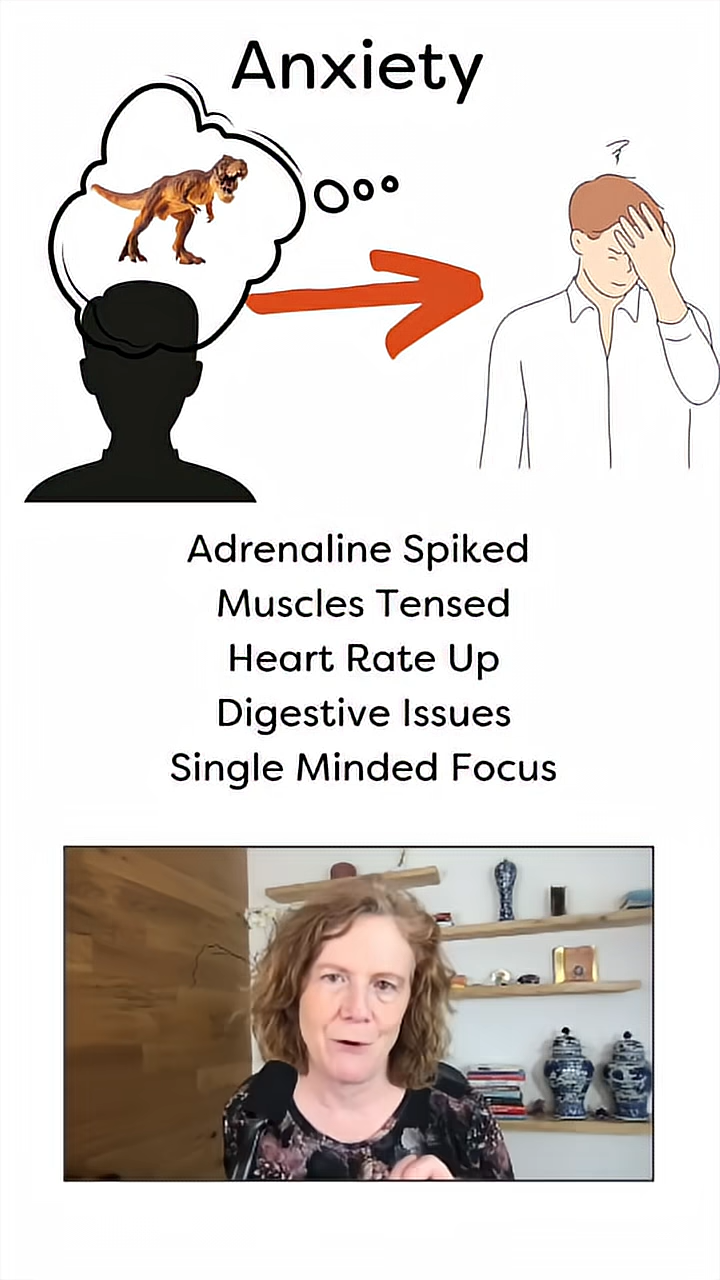 Anxiety
Adrenaline Spiked
Muscles Tensed
Heart Rate Up
Digestive Issues
Single Minded Focus